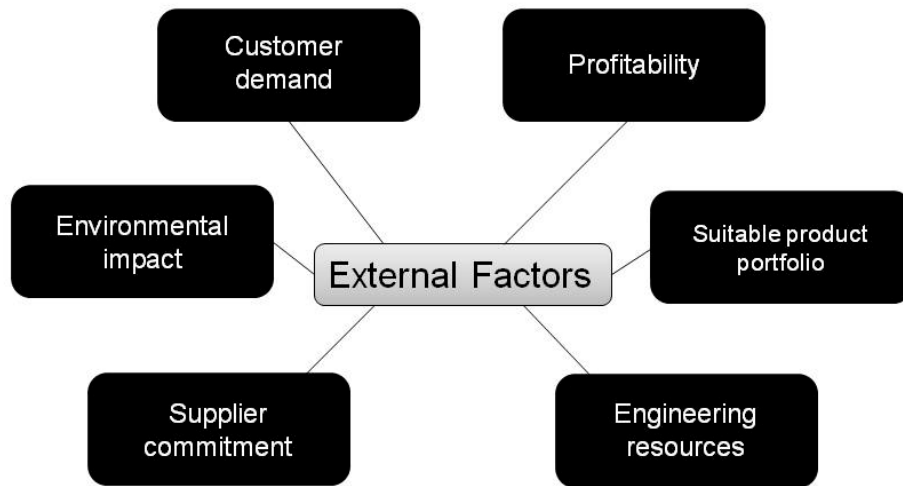 Customer
demand
Profitability
Environmental
impact
External Factors
Suitable product
portfolio
Supplier
commitment
Engineering
resources